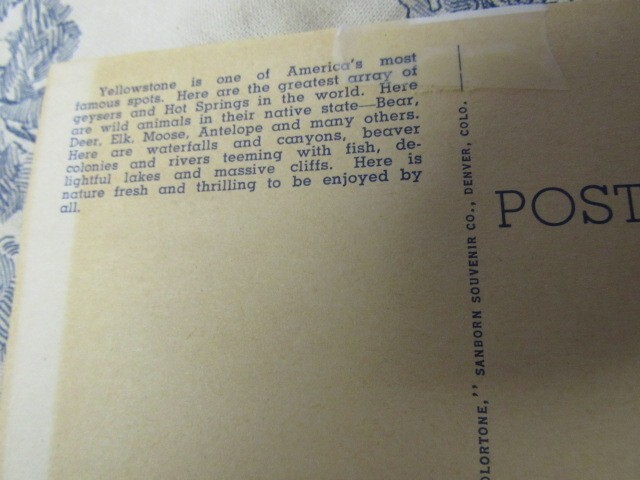 Yellowstone is one of America's most
famous spots. Here are the greatest array of
geysers and Hot Springs in the world. Here
are wild animals in their native state—Bear,
Deer, Elk, Moose, Antelope and many others.
Here are waterfalls and canyons, beaver
colonies and rivers teeming with fish, de-
lightful lakes and massive cliffs. Here is
nature fresh and thrilling to be enjoyed by
all.
OLORTONE," SANBORN SOUVENIR CO., DENVER, COLO.
POST